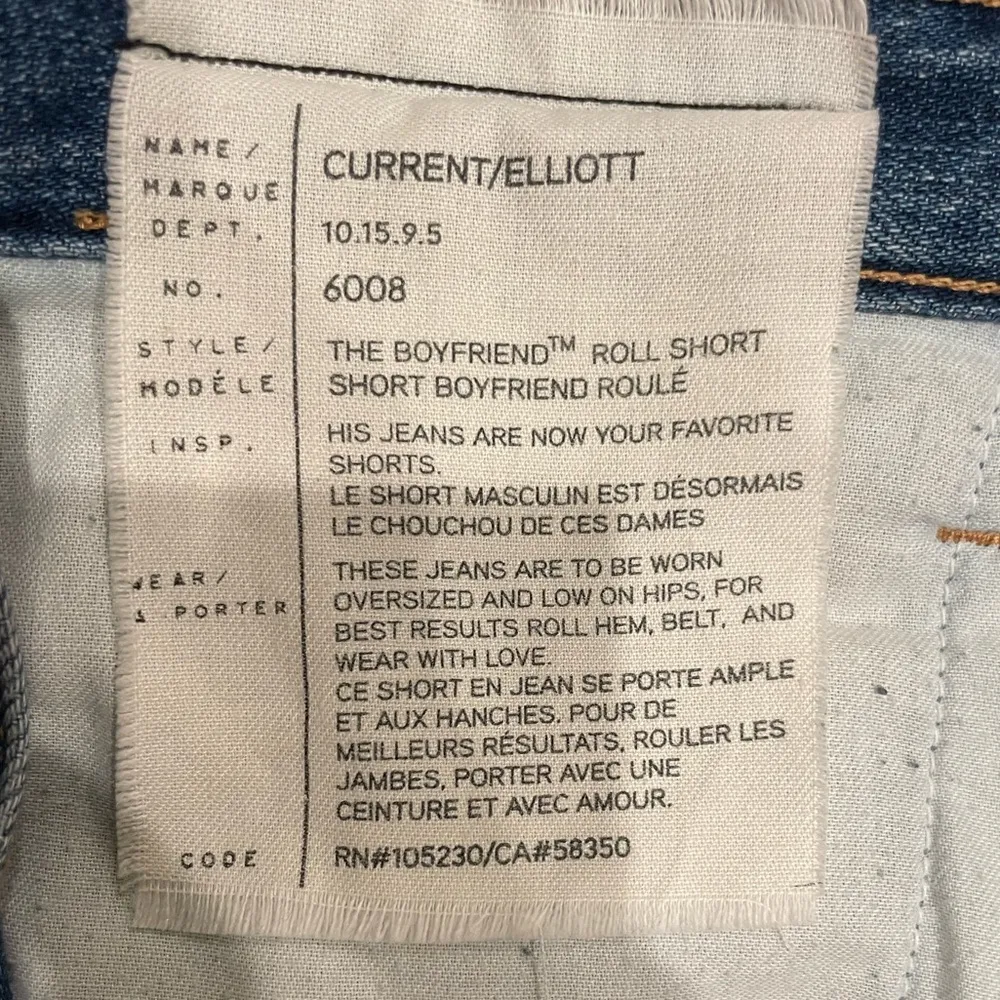 NAME / CURRENT/ELLIOTT
MARQUE
DEPT. 10.15.9.5
NO. 6008
STYLE / THE BOYFRIEND™ ROLL SHORT
MODÈLE SHORT BOYFRIEND ROULÉ
INSP. HIS JEANS ARE NOW YOUR FAVORITE
SHORTS.
LE SHORT MASCULIN EST DÉSORMAIS
LE CHOUCHOU DE CES DAMES
WEAR / THESE JEANS ARE TO BE WORN
À PORTER OVERSIZED AND LOW ON HIPS, FOR
BEST RESULTS ROLL HEM, BELT, AND
WEAR WITH LOVE.
CE SHORT EN JEAN SE PORTE AMPLE
ET AUX HANCHES. POUR DE
MEILLEURS RÉSULTATS, ROULER LES
JAMBES, PORTER AVEC UNE
CEINTURE ET AVEC AMOUR.
CODE RN#105230/CA#58350